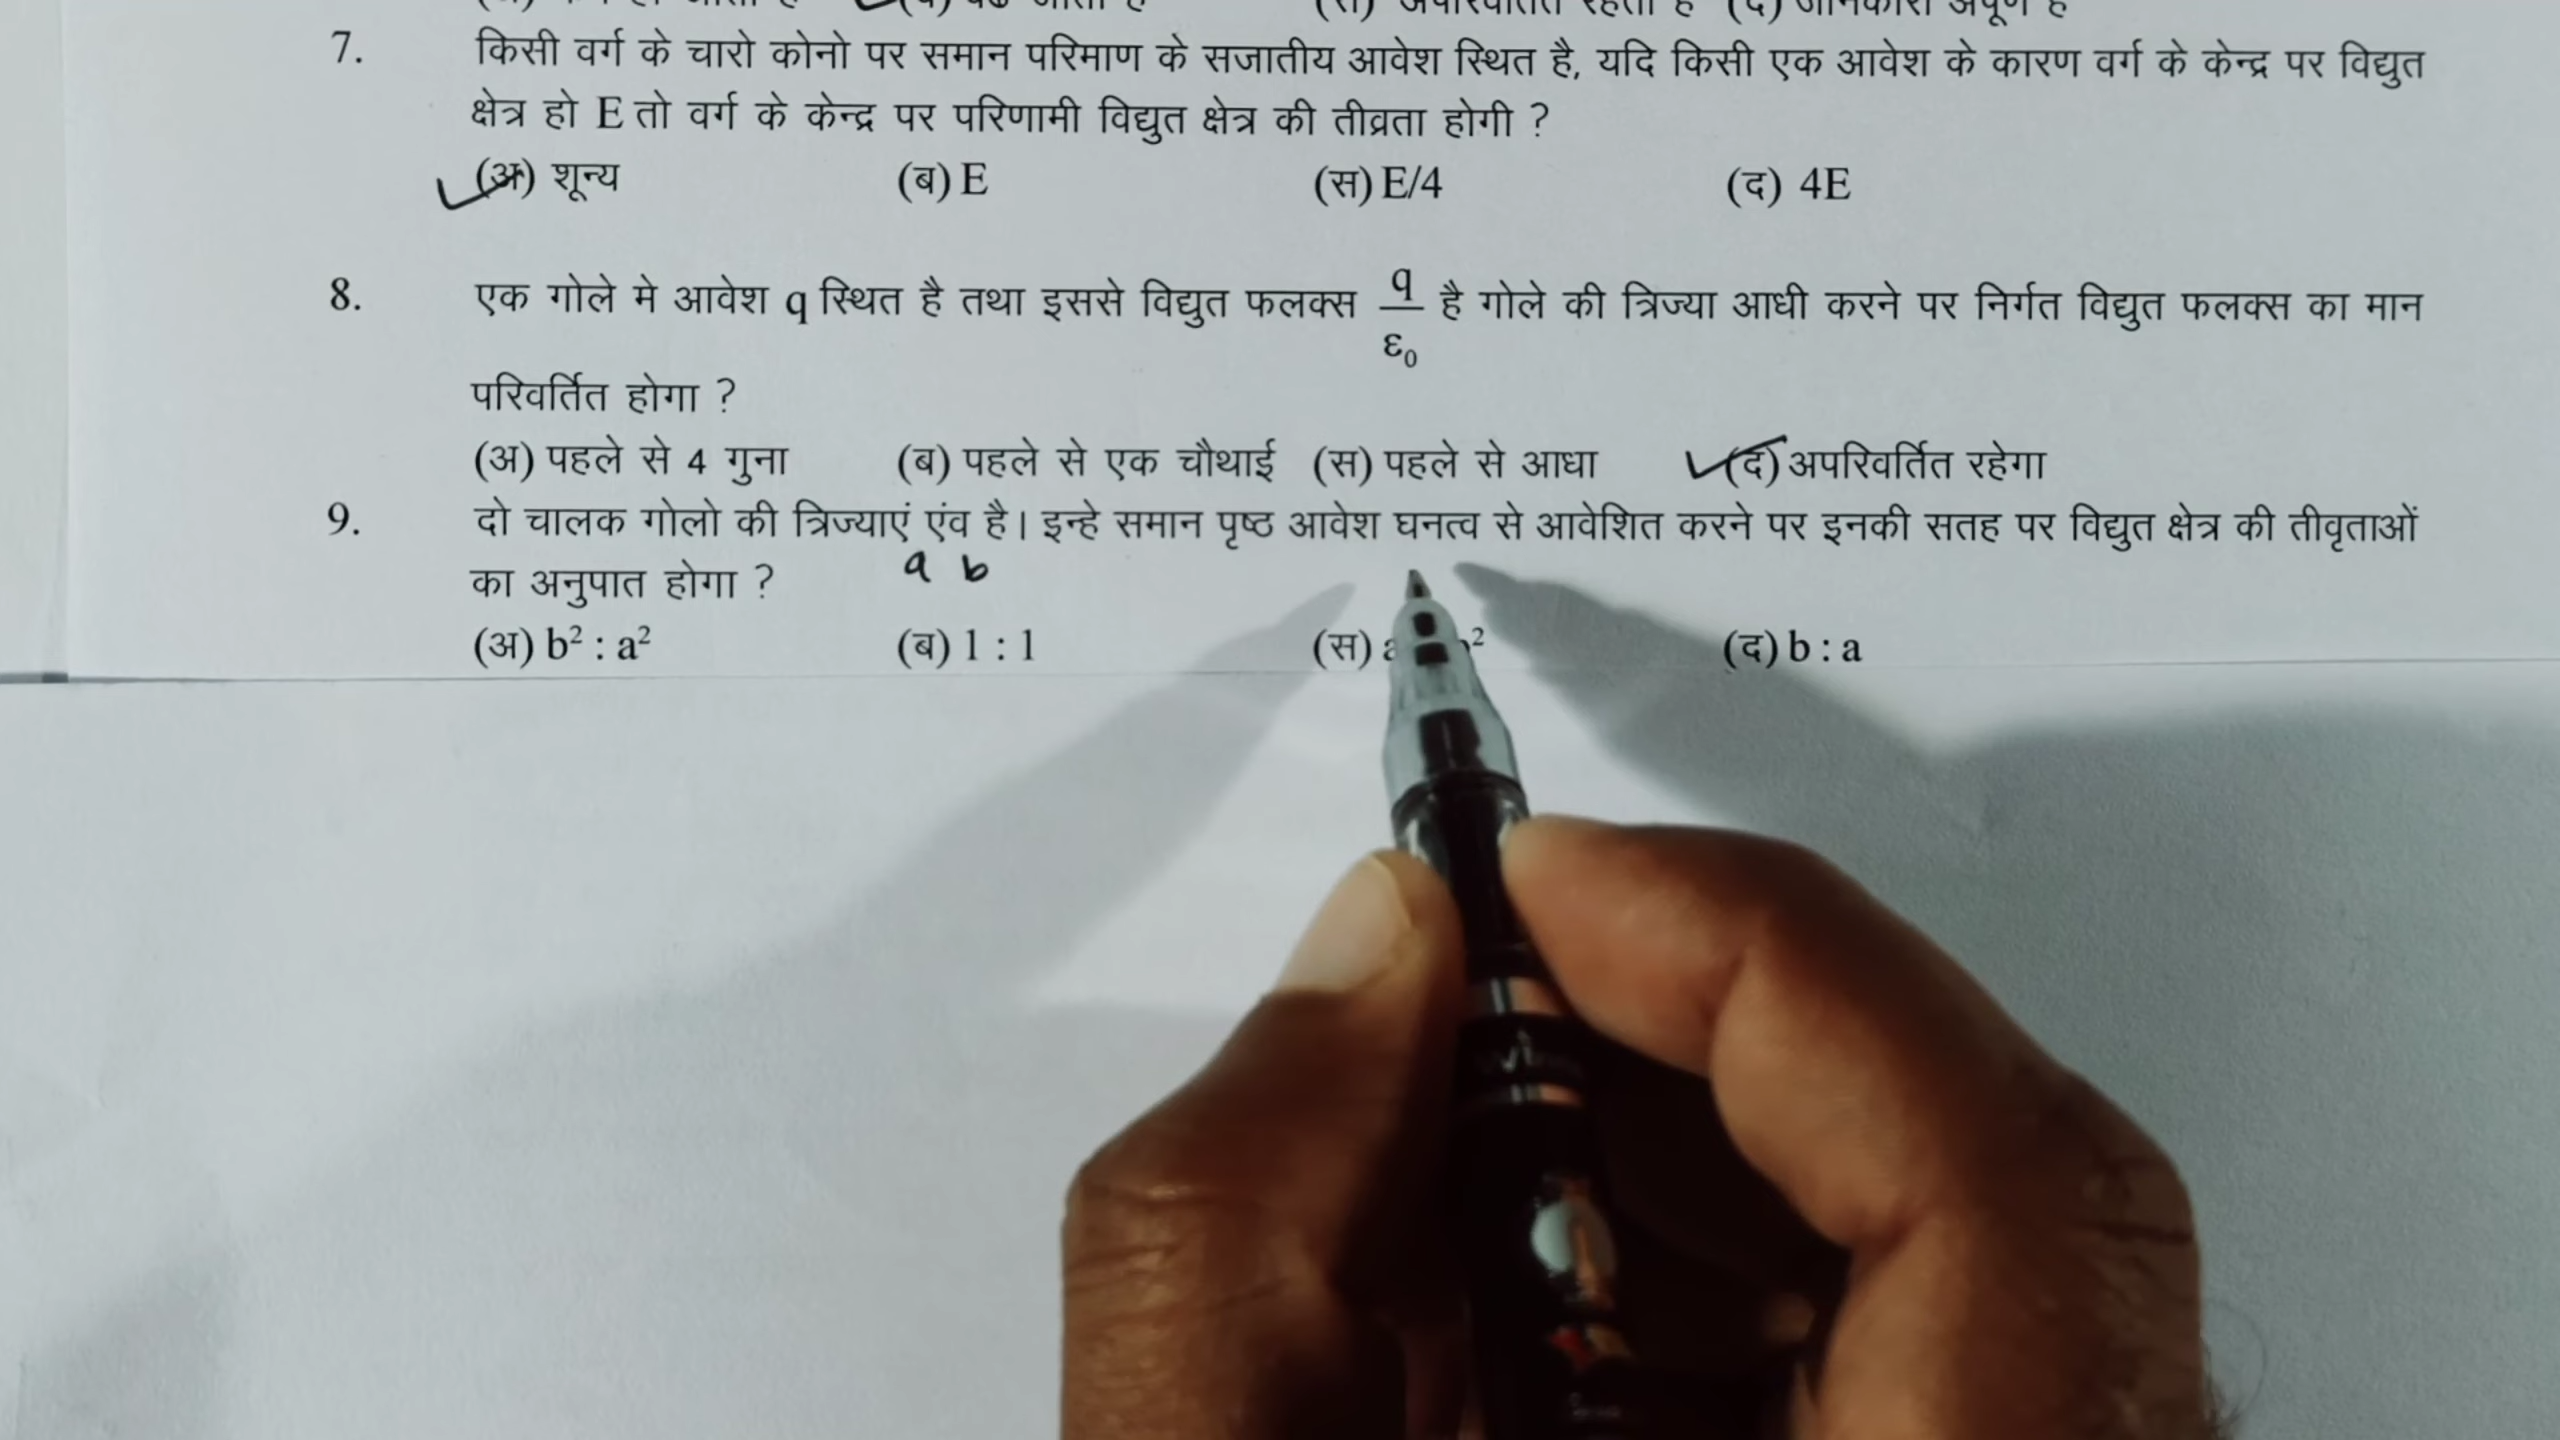 7. किसी वर्ग के चारो कोनो पर समान परिमाण के सजातीय आवेश स्थित है, यदि किसी एक आवेश के कारण वर्ग के केन्द्र पर विद्युत
क्षेत्र हो E तो वर्ग के केन्द्र पर परिणामी विद्युत क्षेत्र की तीव्रता होगी ?
(अ) शून्य (ब) E (स) E/4 (द) 4E
8. एक गोले मे आवेश q स्थित है तथा इससे विद्युत फलक्स q/ε₀ है गोले की त्रिज्या आधी करने पर निर्गत विद्युत फलक्स का मान
परिवर्तित होगा ?
(अ) पहले से 4 गुना (ब) पहले से एक चौथाई (स) पहले से आधा (द) अपरिवर्तित रहेगा
9. दो चालक गोलो की त्रिज्याएं एंव है। इन्हे समान पृष्ठ आवेश घनत्व से आवेशित करने पर इनकी सतह पर विद्युत क्षेत्र की तीवृताओं
a b
का अनुपात होगा ?
(अ) b² : a² (ब) 1 : 1 (स) (द) b : a